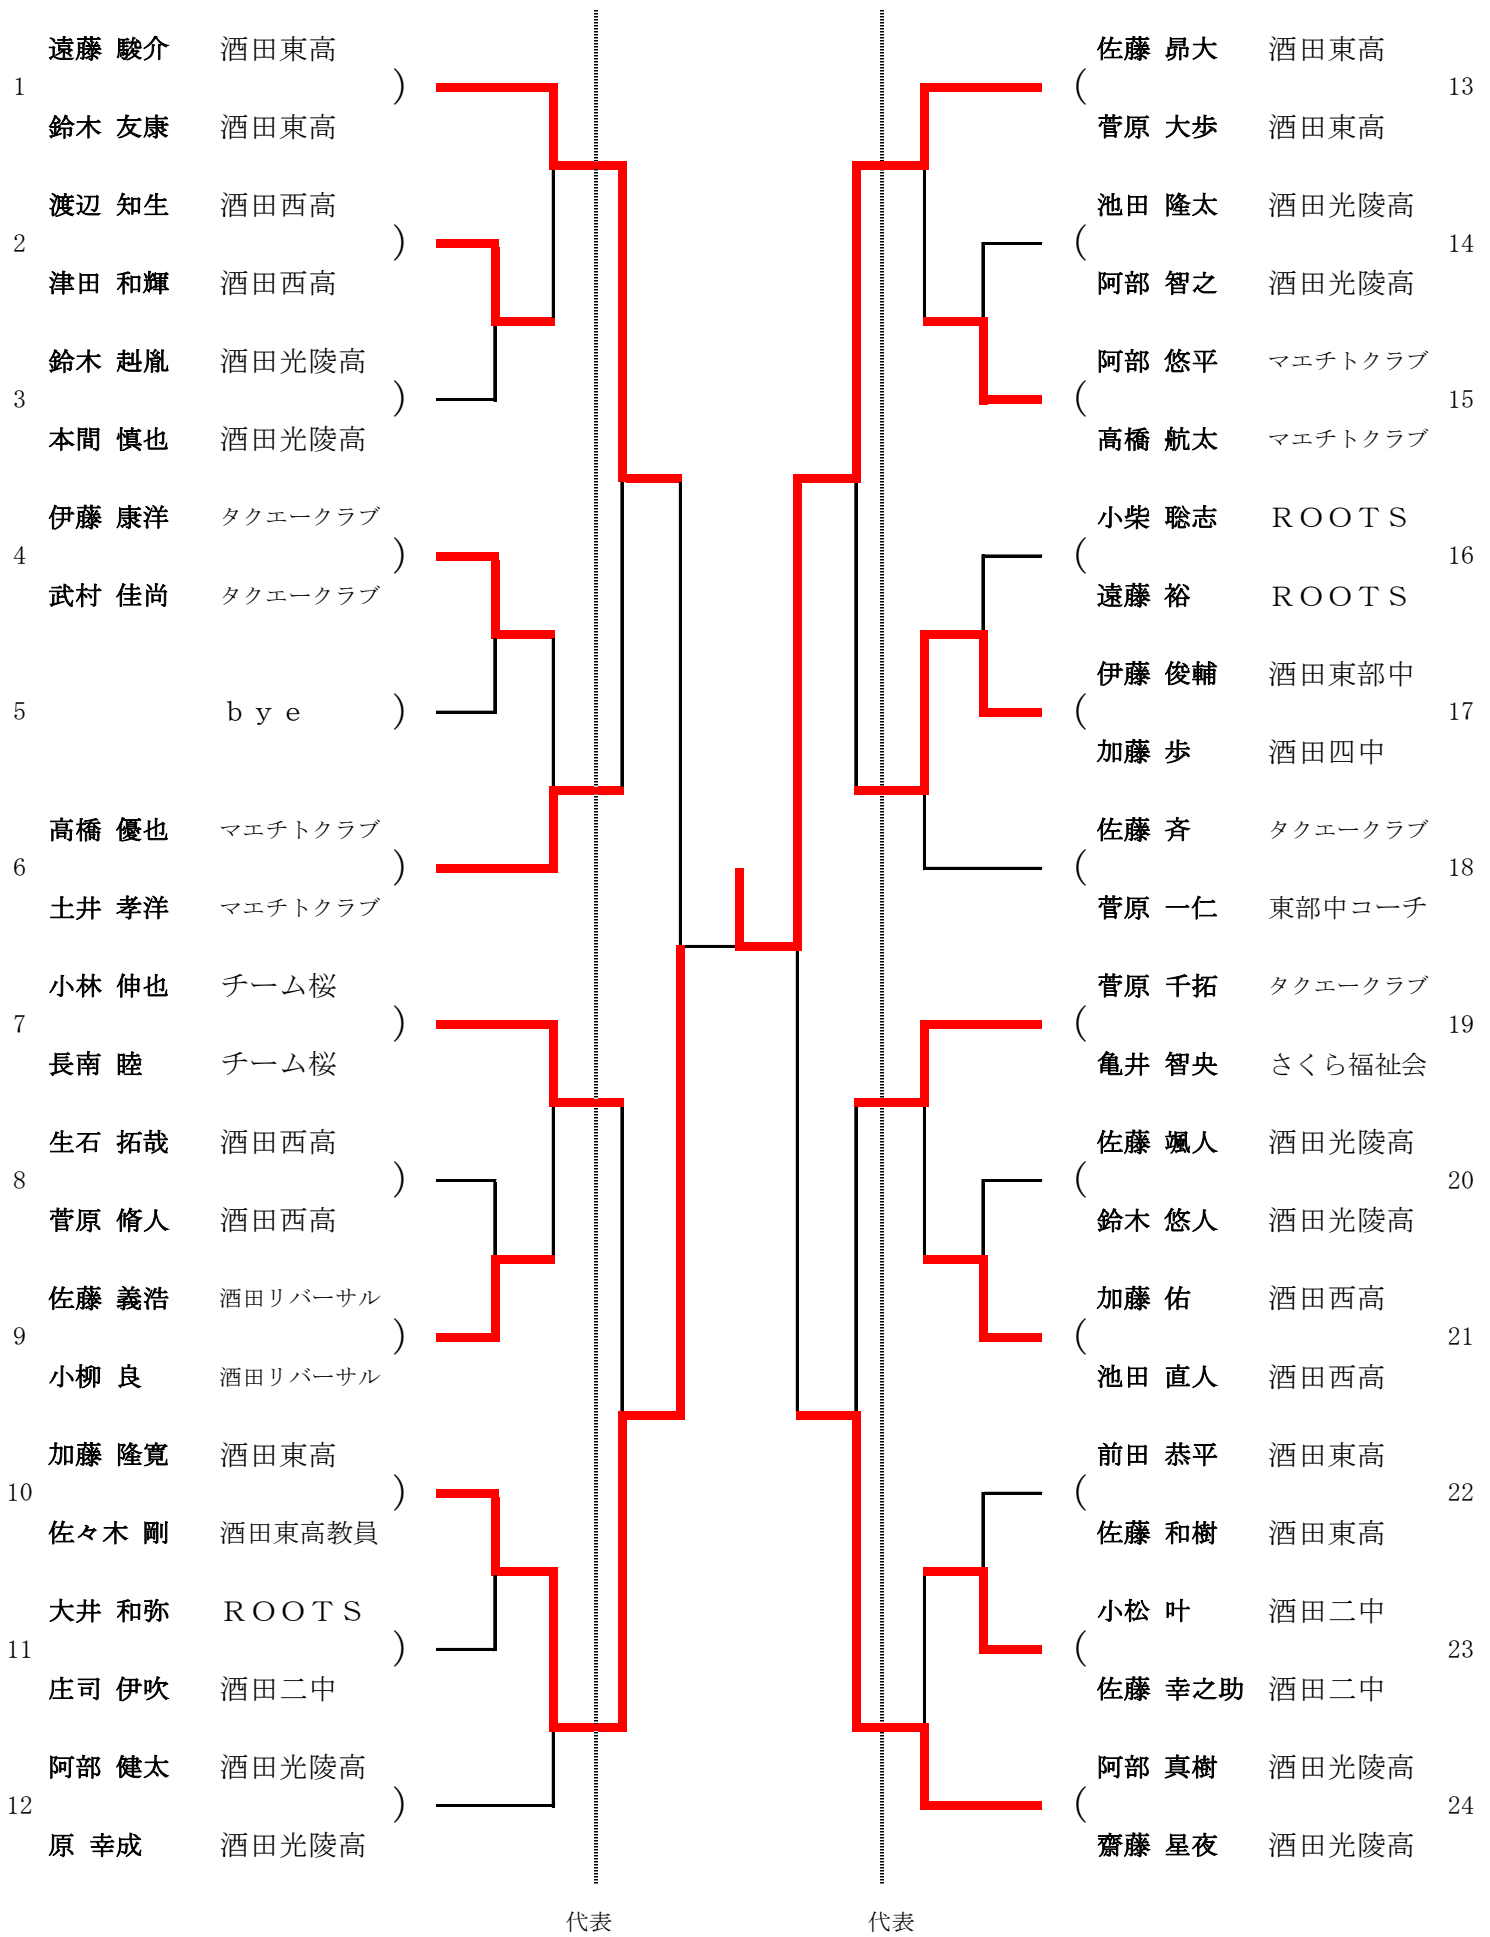 遠藤 駿介 酒田東高
1 )
鈴木 友康 酒田東高
渡辺 知生 酒田西高
2 )
津田 和輝 酒田西高
鈴木 赳胤 酒田光陵高
3 )
本間 慎也 酒田光陵高
伊藤 康洋 タクエークラブ
4 )
武村 佳尚 タクエークラブ
5 ｂｙｅ )
高橋 優也 マエチトクラブ
6 )
土井 孝洋 マエチトクラブ
小林 伸也 チーム桜
7 )
長南 睦 チーム桜
生石 拓哉 酒田西高
8 )
菅原 脩人 酒田西高
佐藤 義浩 酒田リバーサル
9 )
小柳 良 酒田リバーサル
加藤 隆寛 酒田東高
10 )
佐々木 剛 酒田東高教員
大井 和弥 ＲＯＯＴＳ
11 )
庄司 伊吹 酒田二中
阿部 健太 酒田光陵高
12 )
原 幸成 酒田光陵高
佐藤 昴大 酒田東高
( 13
菅原 大歩 酒田東高
池田 隆太 酒田光陵高
( 14
阿部 智之 酒田光陵高
阿部 悠平 マエチトクラブ
( 15
高橋 航太 マエチトクラブ
小柴 聡志 ＲＯＯＴＳ
( 16
遠藤 裕 ＲＯＯＴＳ
伊藤 俊輔 酒田東部中
( 17
加藤 歩 酒田四中
佐藤 斉 タクエークラブ
( 18
菅原 一仁 東部中コーチ
菅原 千拓 タクエークラブ
( 19
亀井 智央 さくら福祉会
佐藤 颯人 酒田光陵高
( 20
鈴木 悠人 酒田光陵高
加藤 佑 酒田西高
( 21
池田 直人 酒田西高
前田 恭平 酒田東高
( 22
佐藤 和樹 酒田東高
小松 叶 酒田二中
( 23
佐藤 幸之助 酒田二中
阿部 真樹 酒田光陵高
( 24
齋藤 星夜 酒田光陵高
代表 代表